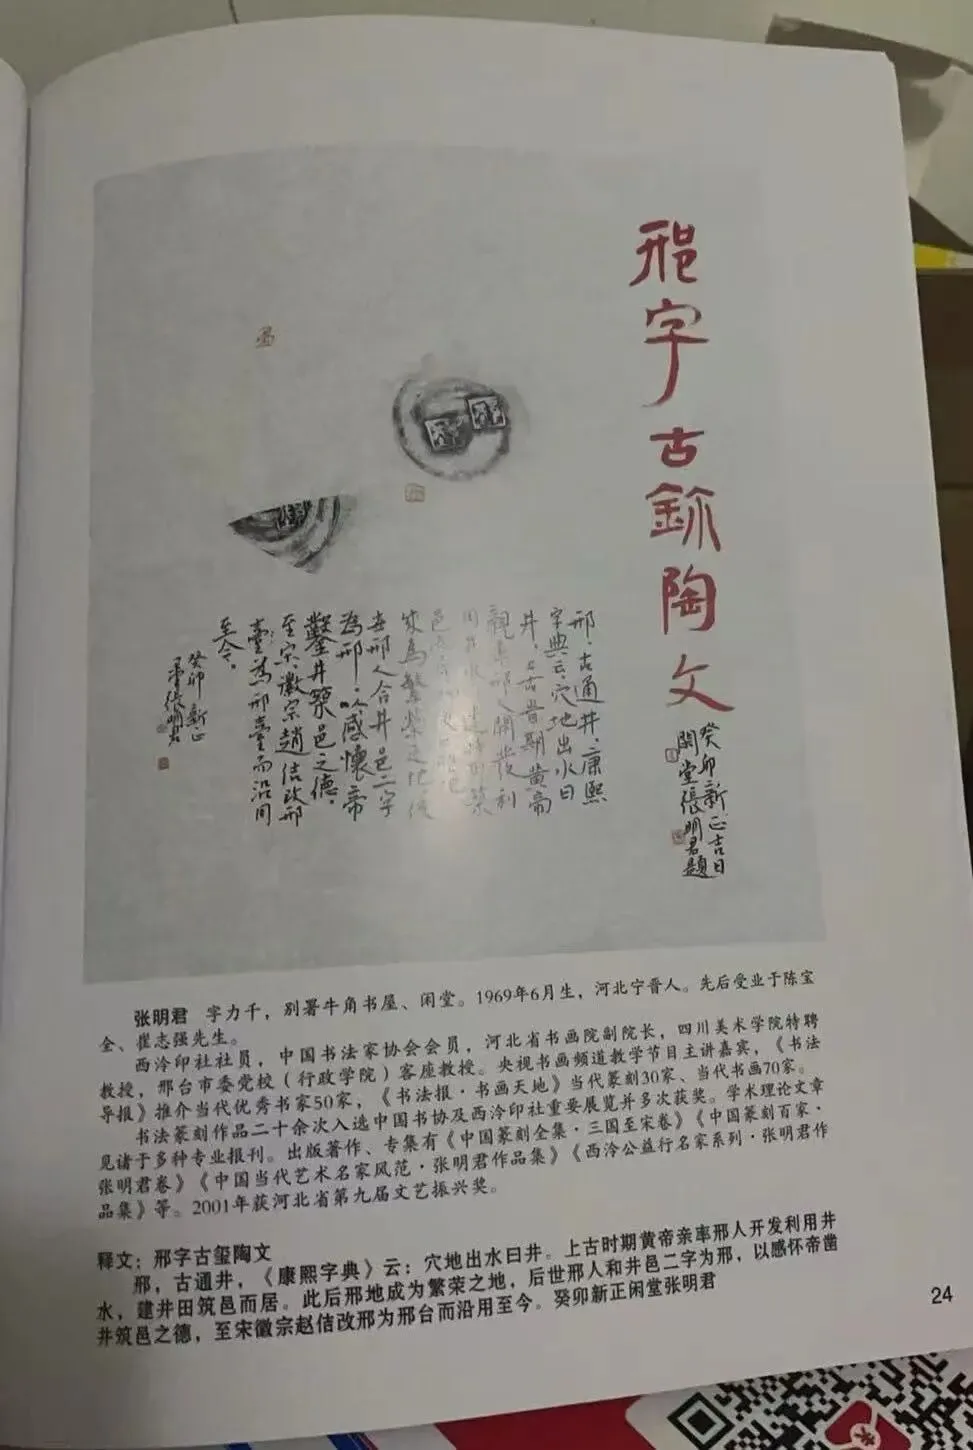 邢字古鉨陶文
癸卯新正吉日
閑堂張明君題
邢，古通井，康熙
字典云：穴地出水曰
井，上古昔期黃帝
親率邢人開發利
用井水，建井田築
邑
後
世邢人合井邑二字
為邢，以感懷帝
鑿井築邑之德，
至宋徽宗趙佶改邢
臺為邢臺而沿用
至今。
癸卯新正
張明君
张明君 字力千，别署牛角书屋、闲堂。1969年6月生，河北宁晋人。先后受业于陈宝
全、崔志强先生。
西泠印社社员，中国书法家协会会员，河北省书画院副院长，四川美术学院特聘
教授，邢台市委党校（行政学院）客座教授。央视书画频道教学节目主讲嘉宾，《书法
导报》推介当代优秀书家50家，《书法报·书画天地》当代篆刻30家、当代书画70家。
书法篆刻作品二十余次入选中国书协及西泠印社重要展览并多次获奖。学术理论文章
见诸于多种专业报刊。出版著作、专集有《中国篆刻全集·三国至宋卷》《中国篆刻百家·
张明君卷》《中国当代艺术名家风范·张明君作品集》《西泠公益行名家系列·张明君作
品集》等。2001年获河北省第九届文艺振兴奖。
释文：邢字古玺陶文
邢，古通井，《康熙字典》云：穴地出水曰井。上古时期黄帝亲率邢人开发利用井
水，建井田筑邑而居。此后邢地成为繁荣之地，后世邢人和井邑二字为邢，以感怀帝凿
井筑邑之德，至宋徽宗赵佶改邢为邢台而沿用至今。癸卯新正闲堂张明君
24